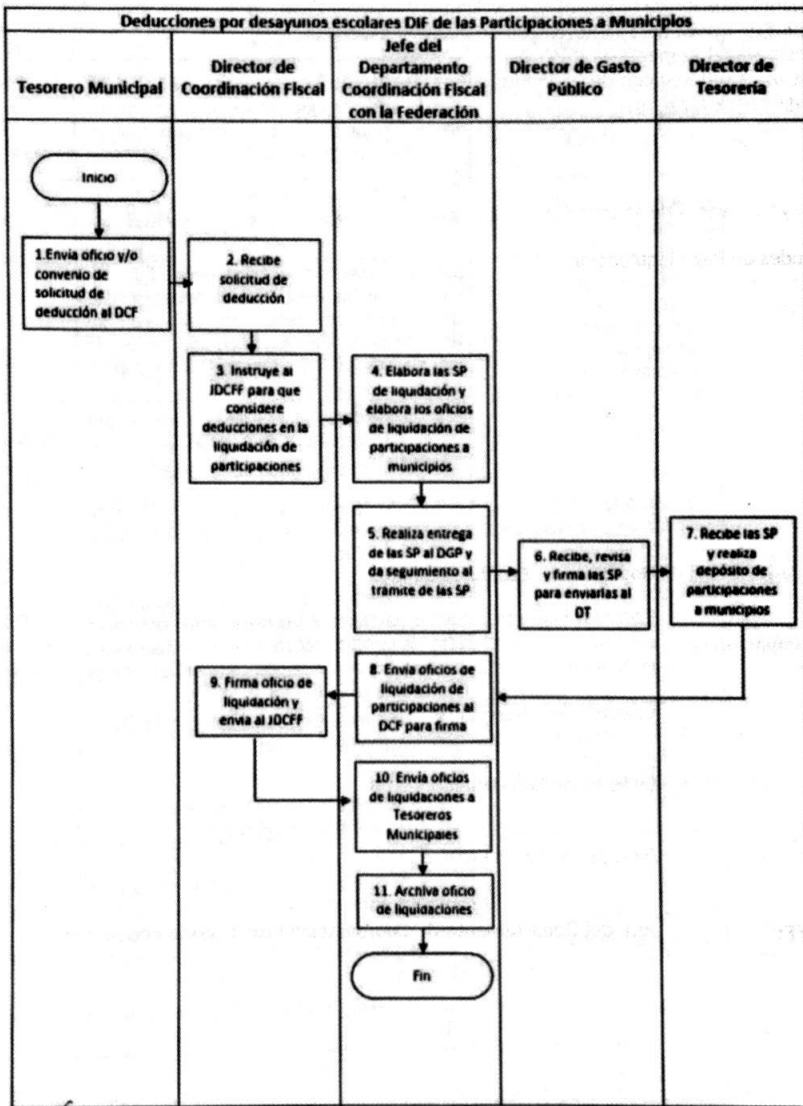 Deducciones por desayunos escolares DIF de las Participaciones a Municipios
Tesorero Municipal
Director de
Coordinación Fiscal
Jefe del
Departamento
Coordinación Fiscal
con la Federación
Director de Gasto
Público
Director de
Tesorería
Inicio
1.Envía oficio y/o
convenio de
solicitud de
deducción al DCF
2. Recibe
solicitud de
deducción
3. Instruye al
JDCFF para que
considere
deducciones en la
liquidación de
participaciones
4. Elabora las SP
de liquidación y
elabora los oficios
de liquidación de
participaciones a
municipios
5. Realiza entrega
de las SP al DGP y
da seguimiento al
trámite de las SP
6. Recibe, revisa
y firma las SP
para enviarlas al
DT
7. Recibe las SP
y realiza
depósito de
participaciones
a municipios
8. Envía oficios de
liquidación de
participaciones al
DCF para firma
9. Firma oficio de
liquidación y
envía al JDCFF
10. Envía oficios
de liquidaciones a
Tesoreros
Municipales
11. Archiva oficio
de liquidaciones
Fin